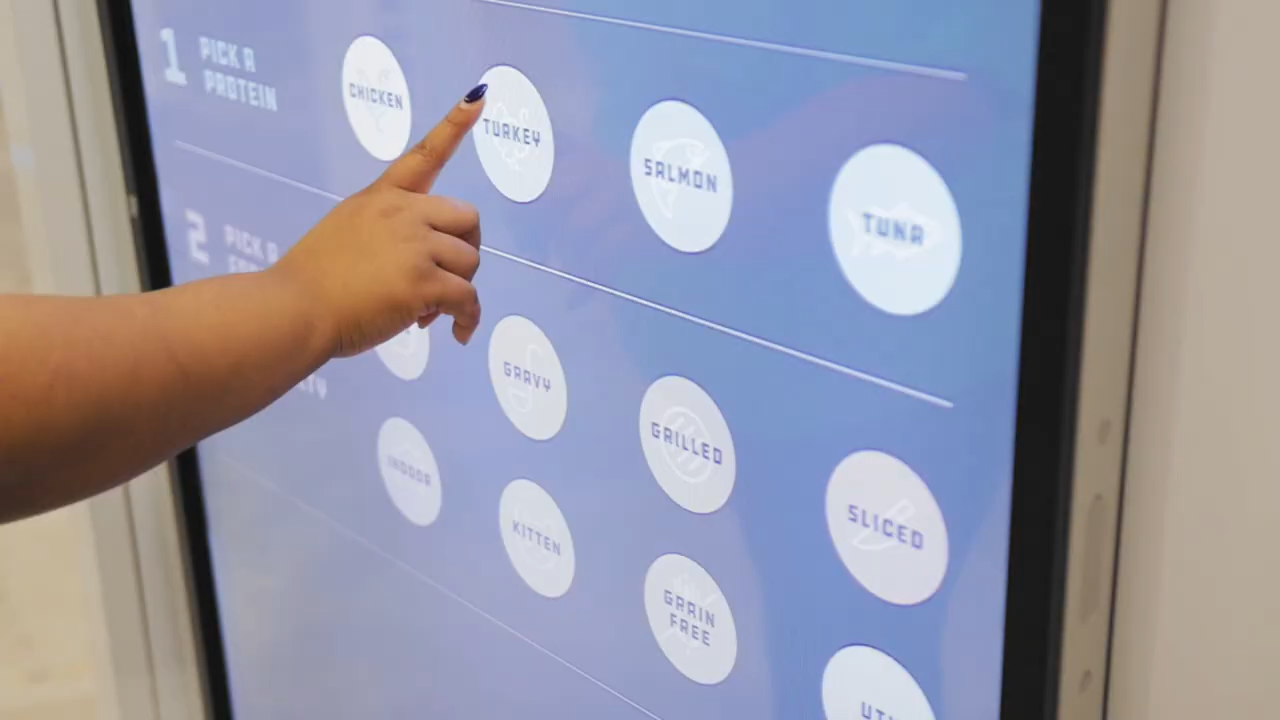 1 PICK A
PROTEIN
CHICKEN
TURKEY
SALMON
TUNA
2 PICK A
GRAVY
GRILLED
SLICED
INDOOR
KITTEN
GRAIN
FREE